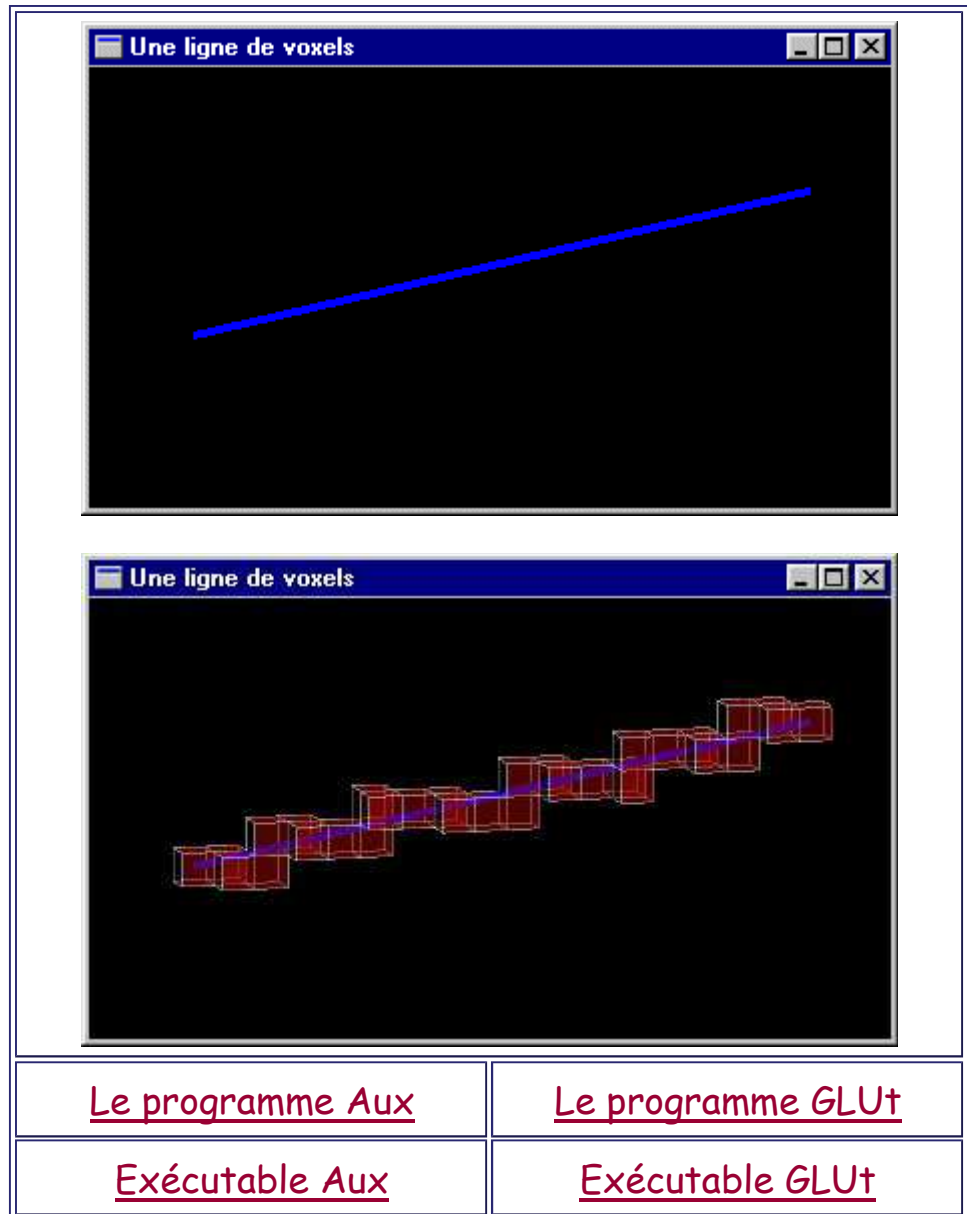 Une ligne de voxels
Une ligne de voxels
Le programme Aux
Le programme GLUt
Exécutable Aux
Exécutable GLUt